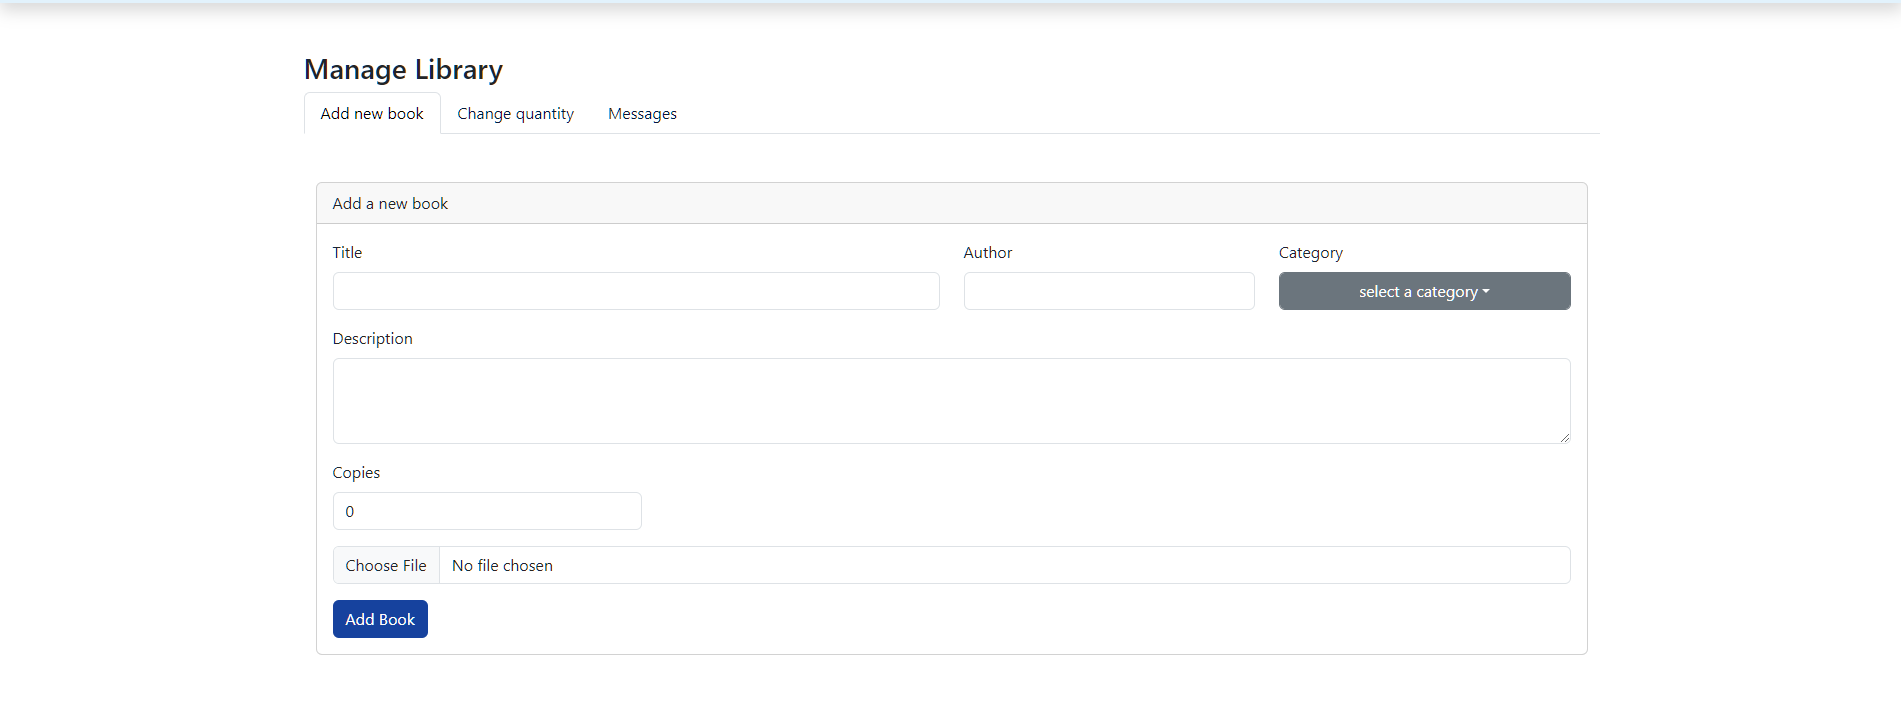 Manage Library
Add new book Change quantity Messages
Add a new book
Title Author Category
select a category
Description
Copies
0
Choose File No file chosen
Add Book